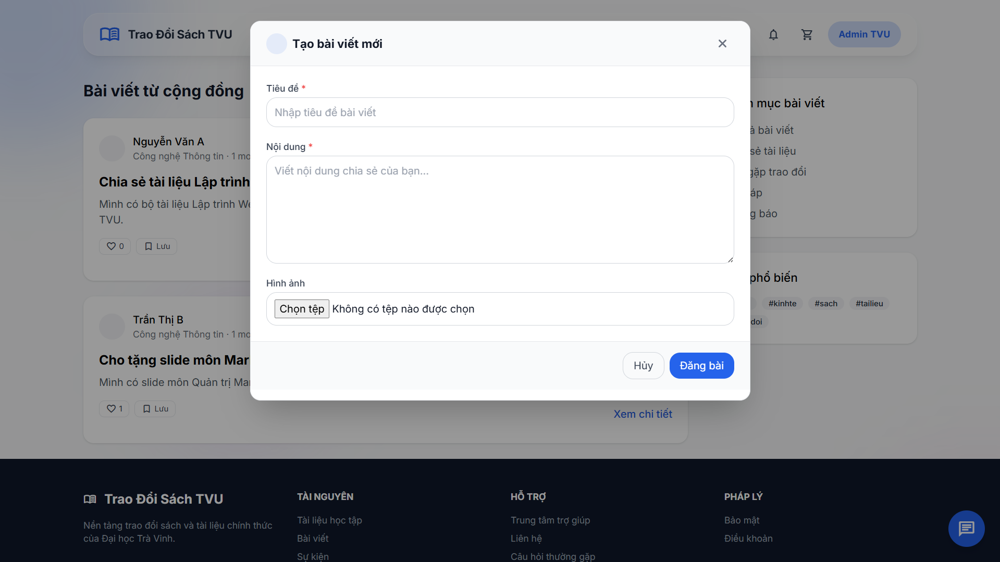 Trao Đổi Sách TVU
Admin TVU
Tạo bài viết mới
Tiêu đề *
Nhập tiêu đề bài viết
Nội dung *
Viết nội dung chia sẻ của bạn...
Hình ảnh
Chọn tệp Không có tệp nào được chọn
Hủy
Đăng bài
Bài viết từ cộng đồng
Nguyễn Văn A
Công nghệ Thông tin · 1 mo
Chia sẻ tài liệu Lập trình
Mình có bộ tài liệu Lập trình We
TVU.
0
Lưu
Trần Thị B
Công nghệ Thông tin · 1 mo
Cho tặng slide môn Mar
Mình có slide môn Quản trị Mar
1
Lưu
Xem chi tiết
mục bài viết
bài viết
sẻ tài liệu
gặp trao đổi
áp
báo
phổ biến
#kinhte
#sach
#tailieu
doi
Trao Đổi Sách TVU
Nền tảng trao đổi sách và tài liệu chính thức
của Đại học Trà Vinh.
TÀI NGUYÊN
Tài liệu học tập
Bài viết
Sự kiện
HỖ TRỢ
Trung tâm trợ giúp
Liên hệ
Câu hỏi thường gặp
PHÁP LÝ
Bảo mật
Điều khoản